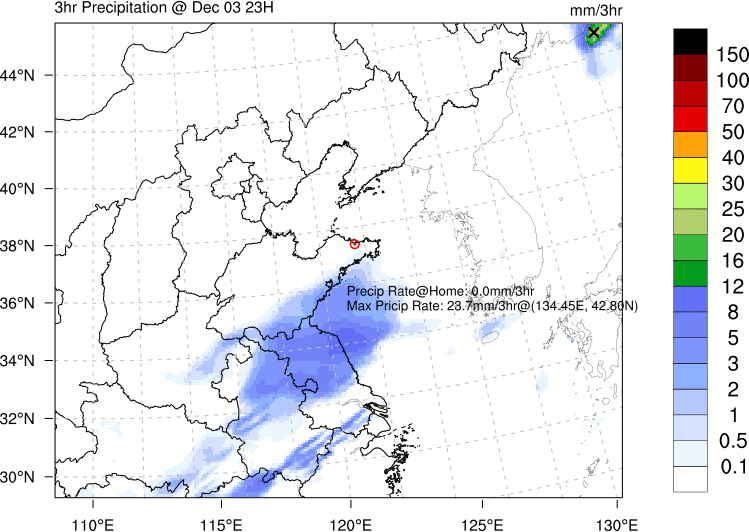 3hr Precipitation @ Dec 03 23H
mm/3hr
44°N
42°N
40°N
38°N
36°N
34°N
32°N
30°N
Precip Rate@Home: 0.0mm/3hr
Max Pricip Rate: 23.7mm/3hr@(134.45E, 42.80N)
110°E
115°E
120°E
125°E
130°E
150
100
70
50
40
30
25
20
16
12
8
5
3
2
1
0.5
0.1